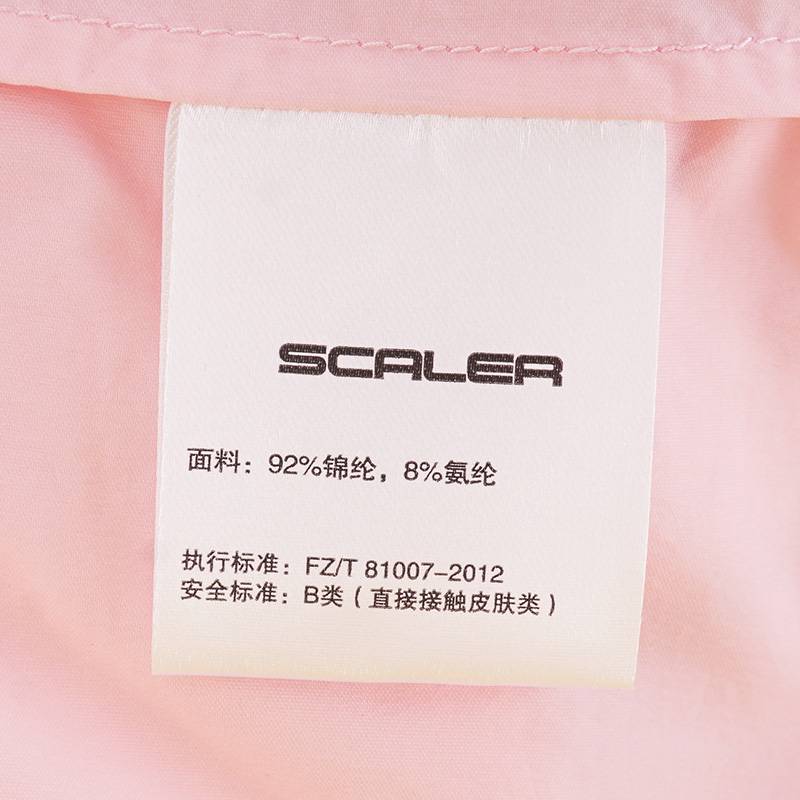 SCALER
面料：92%锦纶，8%氨纶
执行标准：FZ/T 81007-2012
安全标准：B类（直接接触皮肤类）